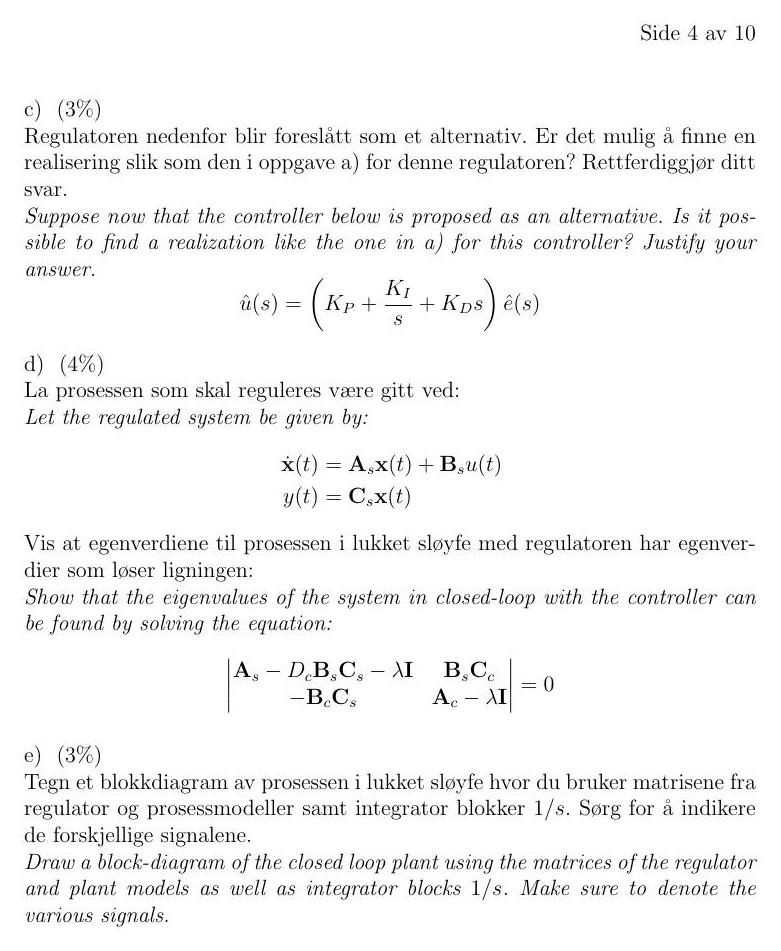 Side 4 av 10
c) (3%)
Regulatoren nedenfor blir foreslått som et alternativ. Er det mulig å finne en
realisering slik som den i oppgave a) for denne regulatoren? Rettferdiggjør ditt
svar.
Suppose now that the controller below is proposed as an alternative. Is it pos-
sible to find a realization like the one in a) for this controller? Justify your
answer.
û(s) = (K_P + K_I/s + K_D s) ê(s)
d) (4%)
La prosessen som skal reguleres være gitt ved:
Let the regulated system be given by:
ẋ(t) = A_s x(t) + B_s u(t)
y(t) = C_s x(t)
Vis at egenverdiene til prosessen i lukket sløyfe med regulatoren har egenver-
dier som løser ligningen:
Show that the eigenvalues of the system in closed-loop with the controller can
be found by solving the equation:
|A_s − D_c B_s C_s − λI   B_s C_c|
|−B_c C_s   A_c − λI| = 0
e) (3%)
Tegn et blokkdiagram av prosessen i lukket sløyfe hvor du bruker matrisene fra
regulator og prosessmodeller samt integrator blokker 1/s. Sørg for å indikere
de forskjellige signalene.
Draw a block-diagram of the closed loop plant using the matrices of the regulator
and plant models as well as integrator blocks 1/s. Make sure to denote the
various signals.